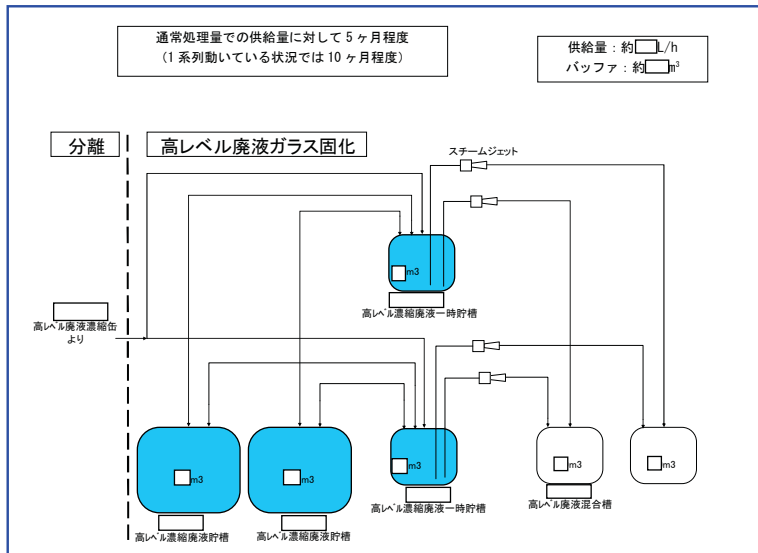 通常処理量での供給量に対して5ヶ月程度
(1系列動いている状況では10ヶ月程度)
供給量:約 L/h
バッファ:約 m³
分離
高レベル廃液ガラス固化
スチームジェット
m3
高レベル濃縮廃液一時貯槽
高レベル廃液濃縮缶
より
m3
高レベル濃縮廃液貯槽
m3
高レベル濃縮廃液貯槽
m3
高レベル濃縮廃液一時貯槽
m3
高レベル廃液混合槽
m3